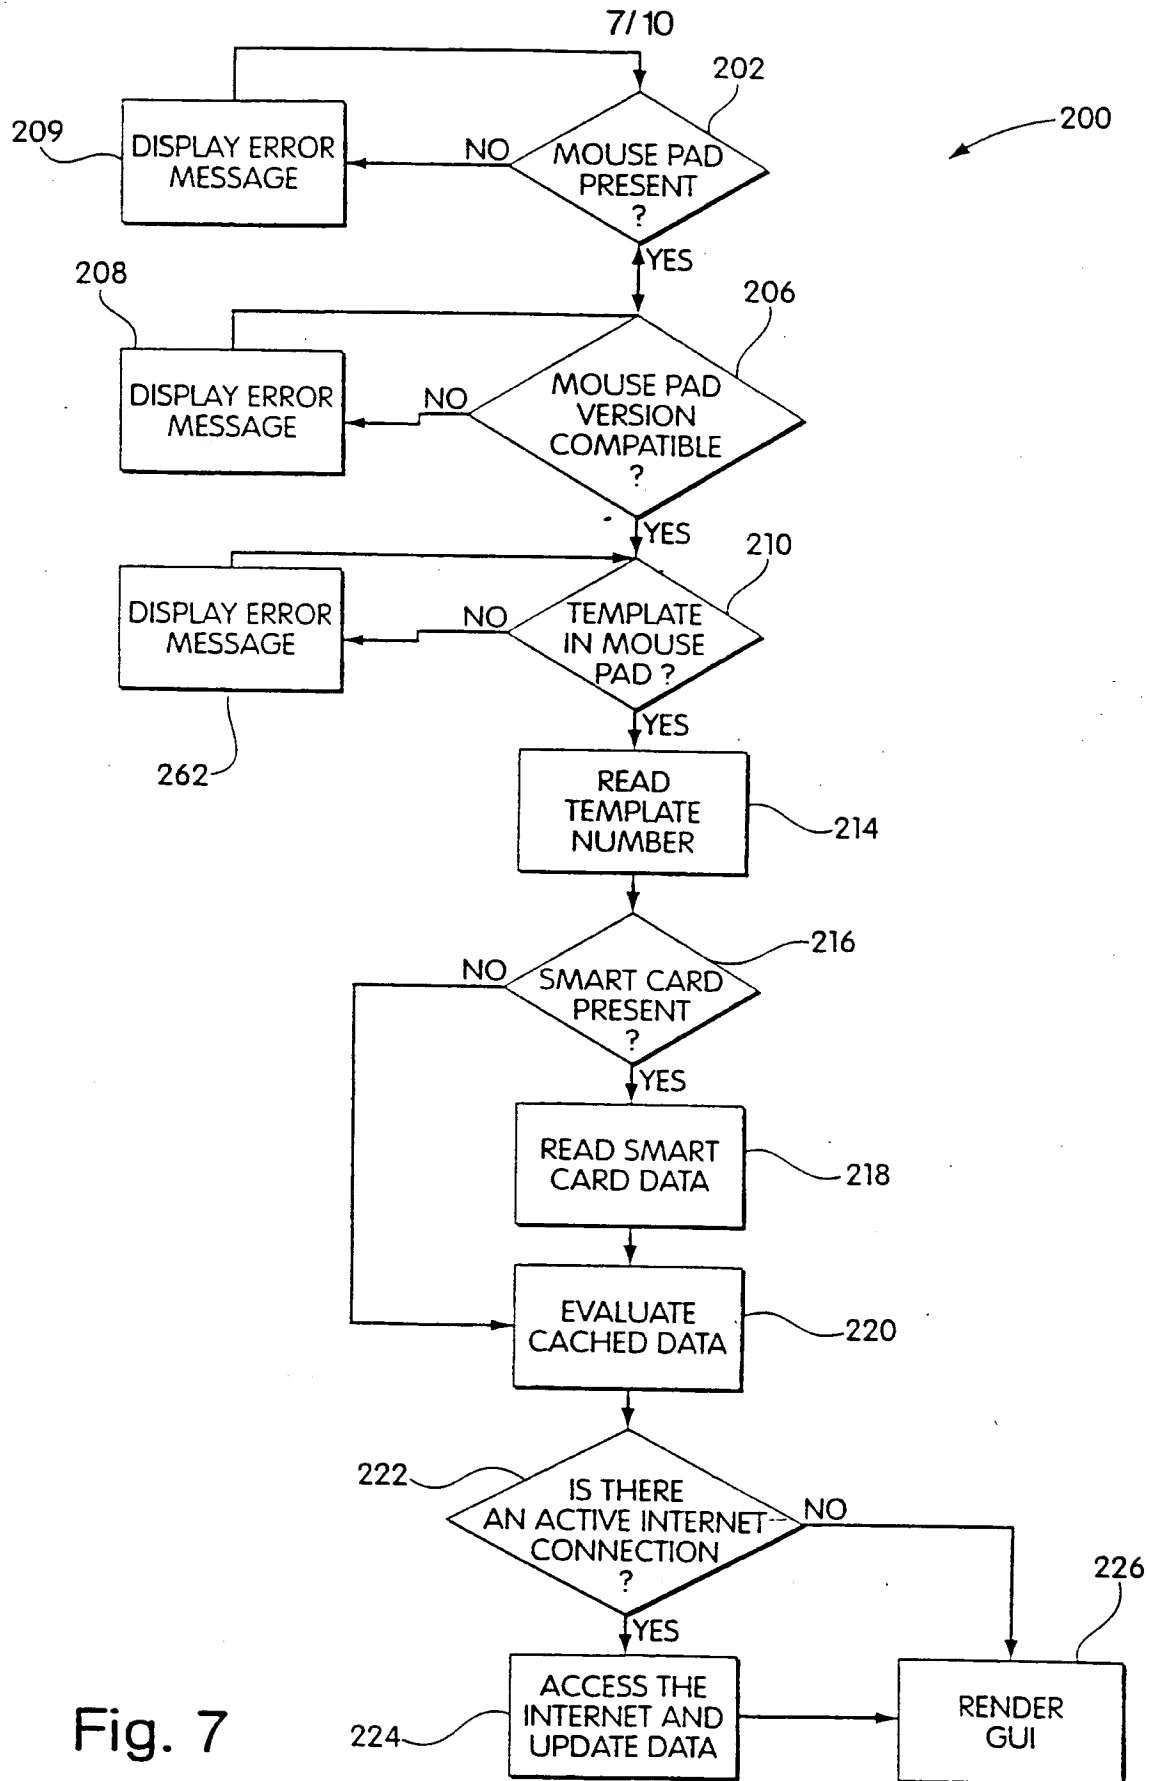 7/10
202
200
209
DISPLAY ERROR
MESSAGE
NO
MOUSE PAD
PRESENT
?
YES
208
206
DISPLAY ERROR
MESSAGE
NO
MOUSE PAD
VERSION
COMPATIBLE
?
YES
210
DISPLAY ERROR
MESSAGE
NO
TEMPLATE
IN MOUSE
PAD ?
YES
262
READ
TEMPLATE
NUMBER
214
216
NO
SMART CARD
PRESENT
?
YES
READ SMART
CARD DATA
218
EVALUATE
CACHED DATA
220
222
IS THERE
AN ACTIVE INTERNET
CONNECTION
?
NO
YES
226
ACCESS THE
INTERNET AND
UPDATE DATA
224
RENDER
GUI
Fig. 7